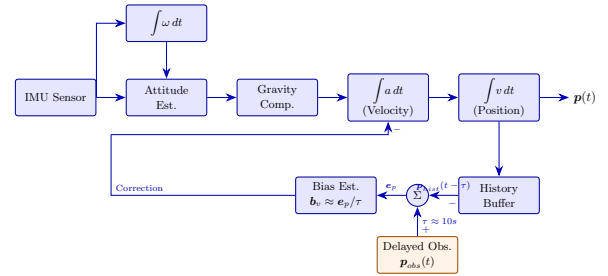 ∫ω dt
IMU Sensor
Attitude
Est.
Gravity
Comp.
∫a dt
(Velocity)
∫v dt
(Position)
p(t)
−
Correction
Bias Est.
b_v ≈ e_p/τ
e_p
Σ
p_hist(t − τ)
−
History
Buffer
τ ≈ 10s
+
Delayed Obs.
p_obs(t)